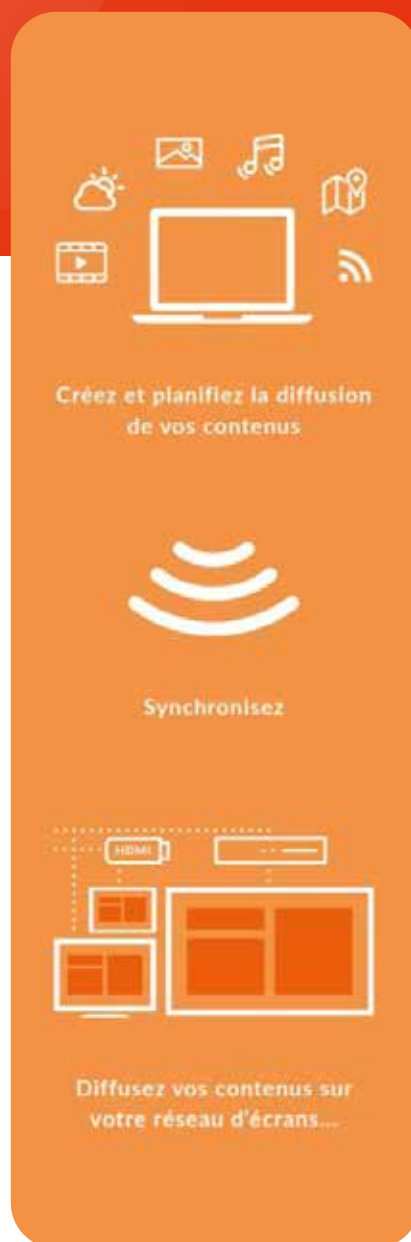 Créez et planifiez la diffusion
de vos contenus
Synchronisez
HDMI
Diffusez vos contenus sur
votre réseau d'écrans...